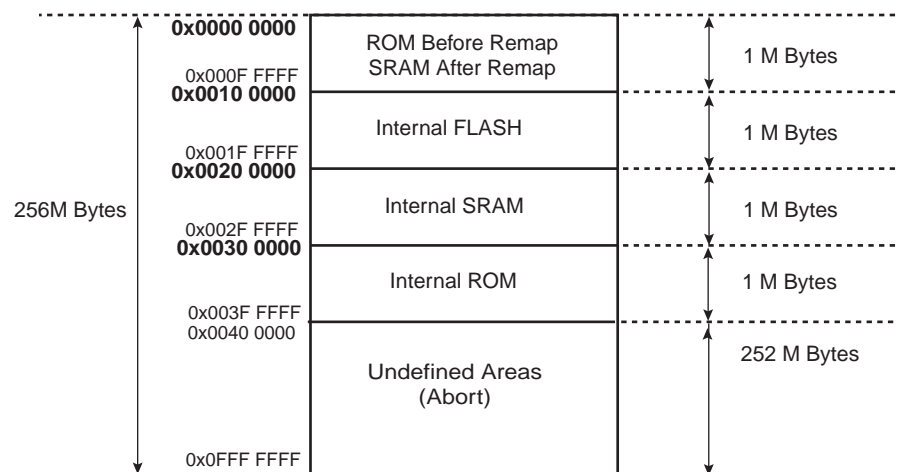 0x0000 0000
ROM Before Remap
SRAM After Remap
1 M Bytes
0x000F FFFF
0x0010 0000
Internal FLASH
1 M Bytes
0x001F FFFF
0x0020 0000
256M Bytes
Internal SRAM
1 M Bytes
0x002F FFFF
0x0030 0000
Internal ROM
1 M Bytes
0x003F FFFF
0x0040 0000
252 M Bytes
Undefined Areas
(Abort)
0x0FFF FFFF